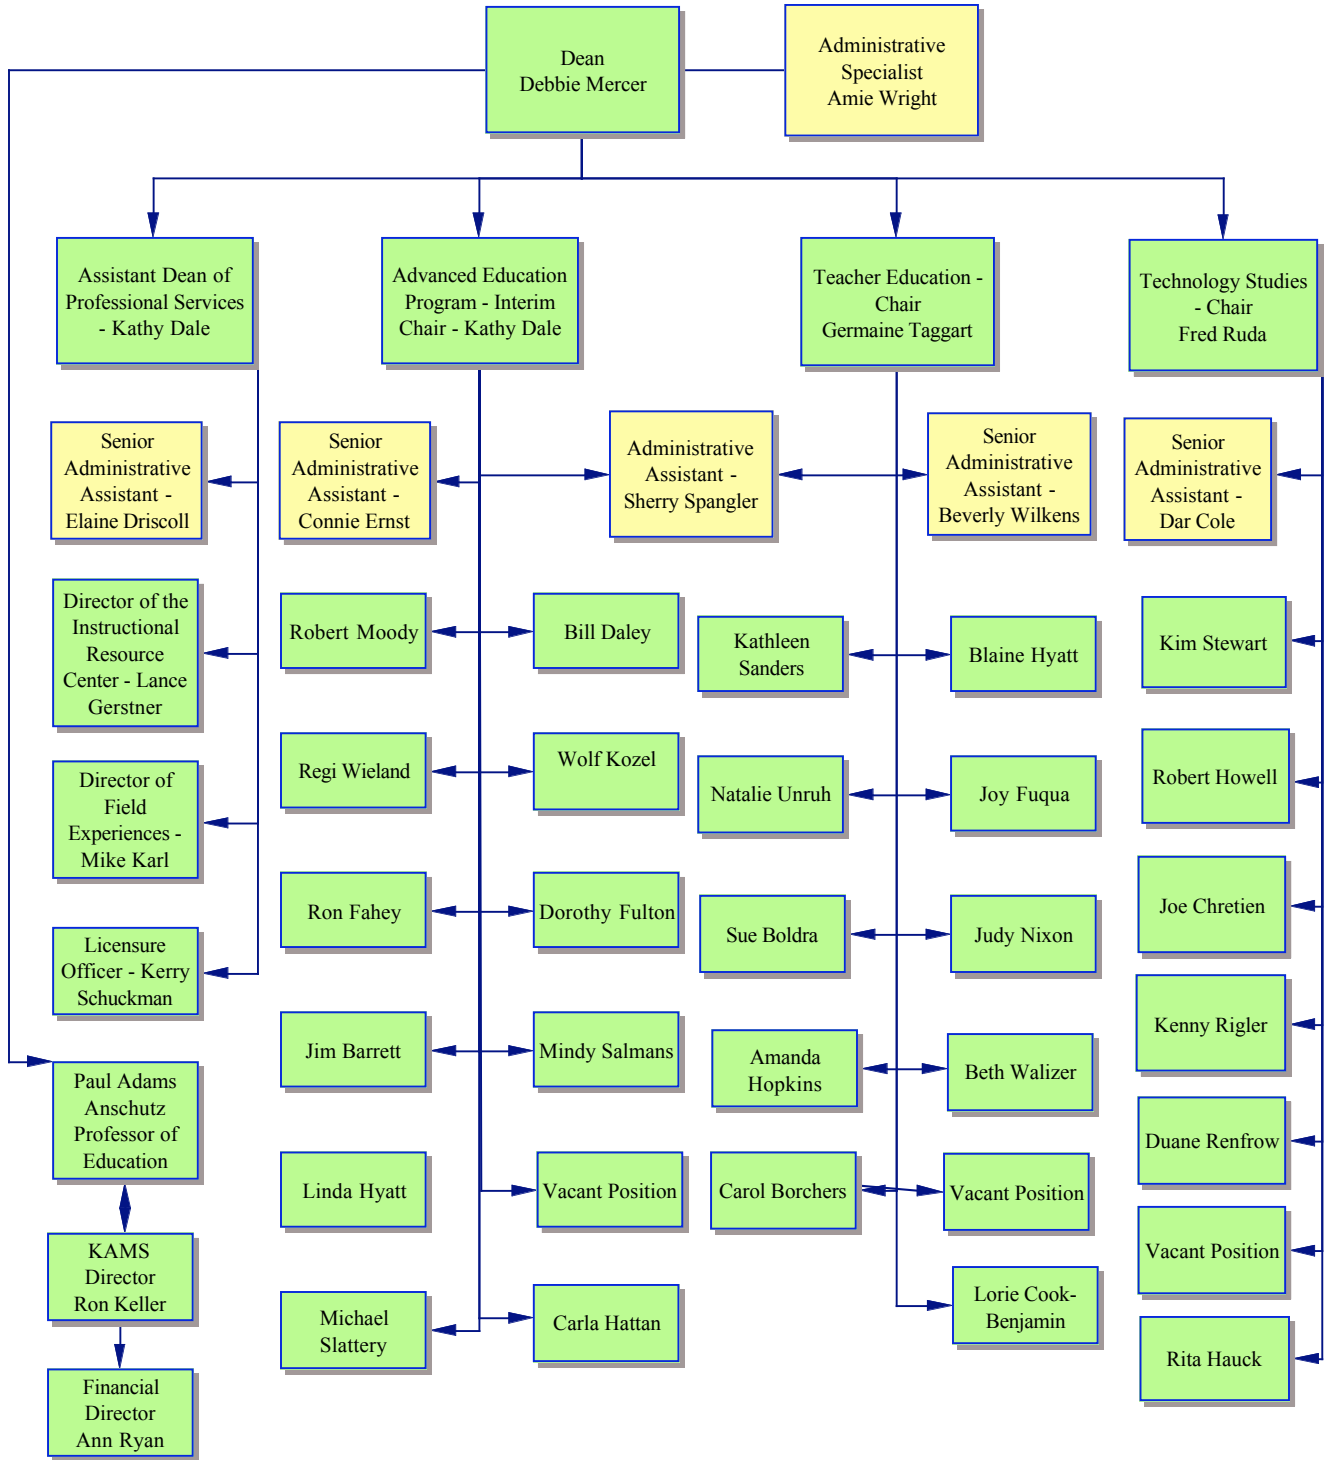 Dean
Debbie Mercer
Administrative
Specialist
Amie Wright
Assistant Dean of
Professional Services
- Kathy Dale
Advanced Education
Program - Interim
Chair - Kathy Dale
Teacher Education -
Chair
Germaine Taggart
Technology Studies
- Chair
Fred Ruda
Senior
Administrative
Assistant -
Elaine Driscoll
Senior
Administrative
Assistant -
Connie Ernst
Administrative
Assistant -
Sherry Spangler
Senior
Administrative
Assistant -
Beverly Wilkens
Senior
Administrative
Assistant -
Dar Cole
Director of the
Instructional
Resource
Center - Lance
Gerstner
Robert Moody
Bill Daley
Kathleen
Sanders
Blaine Hyatt
Kim Stewart
Director of
Field
Experiences -
Mike Karl
Regi Wieland
Wolf Kozel
Natalie Unruh
Joy Fuqua
Robert Howell
Licensure
Officer - Kerry
Schuckman
Ron Fahey
Dorothy Fulton
Sue Boldra
Judy Nixon
Joe Chretien
Paul Adams
Anschutz
Professor of
Education
Jim Barrett
Mindy Salmans
Amanda
Hopkins
Beth Walizer
Kenny Rigler
Linda Hyatt
Vacant Position
Carol Borchers
Vacant Position
Duane Renfrow
KAMS
Director
Ron Keller
Michael
Slattery
Carla Hattan
Lorie Cook-
Benjamin
Vacant Position
Financial
Director
Ann Ryan
Rita Hauck